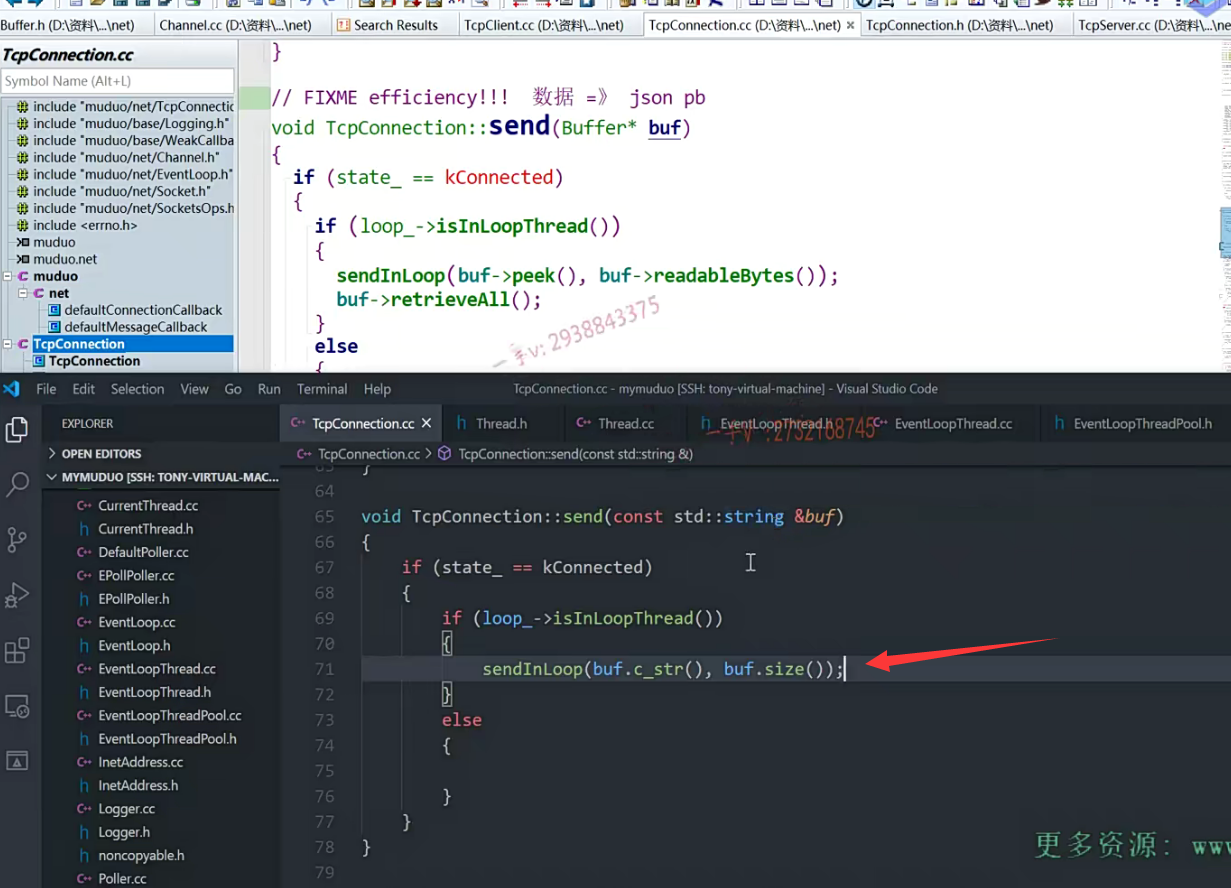 Buffer.h (D:\资料\...\net)
Channel.cc (D:\资料\...\net)
Search Results
TcpClient.cc (D:\资料\...\net)
TcpConnection.cc (D:\资料\...\net)
TcpConnection.h (D:\资料\...\net)
TcpServer.cc (D:\资料\...\ne
TcpConnection.cc
Symbol Name (Alt+L)
include "muduo/net/TcpConnectic
include "muduo/base/Logging.h"
include "muduo/base/WeakCallba
include "muduo/net/Channel.h"
include "muduo/net/EventLoop.h"
include "muduo/net/Socket.h"
include "muduo/net/SocketsOps.h
include <errno.h>
muduo
muduo.net
muduo
net
defaultConnectionCallback
defaultMessageCallback
TcpConnection
TcpConnection
}
// FIXME efficiency!!! 数据 =》 json pb
void TcpConnection::send(Buffer* buf)
{
if (state_ == kConnected)
{
if (loop_->isInLoopThread())
{
sendInLoop(buf->peek(), buf->readableBytes());
buf->retrieveAll();
}
else
{
一手v: 2938843375
File Edit Selection View Go Run Terminal Help
TcpConnection.cc - mymuduo [SSH: tony-virtual-machine] - Visual Studio Code
EXPLORER
TcpConnection.cc
Thread.h
Thread.cc
EventLoopThread.h
EventLoopThread.cc
EventLoopThreadPool.h
一手V :2732168745
OPEN EDITORS
MYMUDUO [SSH: TONY-VIRTUAL-MAC...
CurrentThread.cc
CurrentThread.h
DefaultPoller.cc
EPollPoller.cc
EPollPoller.h
EventLoop.cc
EventLoop.h
EventLoopThread.cc
EventLoopThread.h
EventLoopThreadPool.cc
EventLoopThreadPool.h
InetAddress.cc
InetAddress.h
Logger.cc
Logger.h
noncopyable.h
Poller.cc
TcpConnection.cc > TcpConnection::send(const std::string &)
63 }
64
65 void TcpConnection::send(const std::string &buf)
66 {
67 if (state_ == kConnected)
68 {
69 if (loop_->isInLoopThread())
70 {
71 sendInLoop(buf.c_str(), buf.size());
72 }
73 else
74 {
75
76 }
77 }
78 }
79
更多资源: www